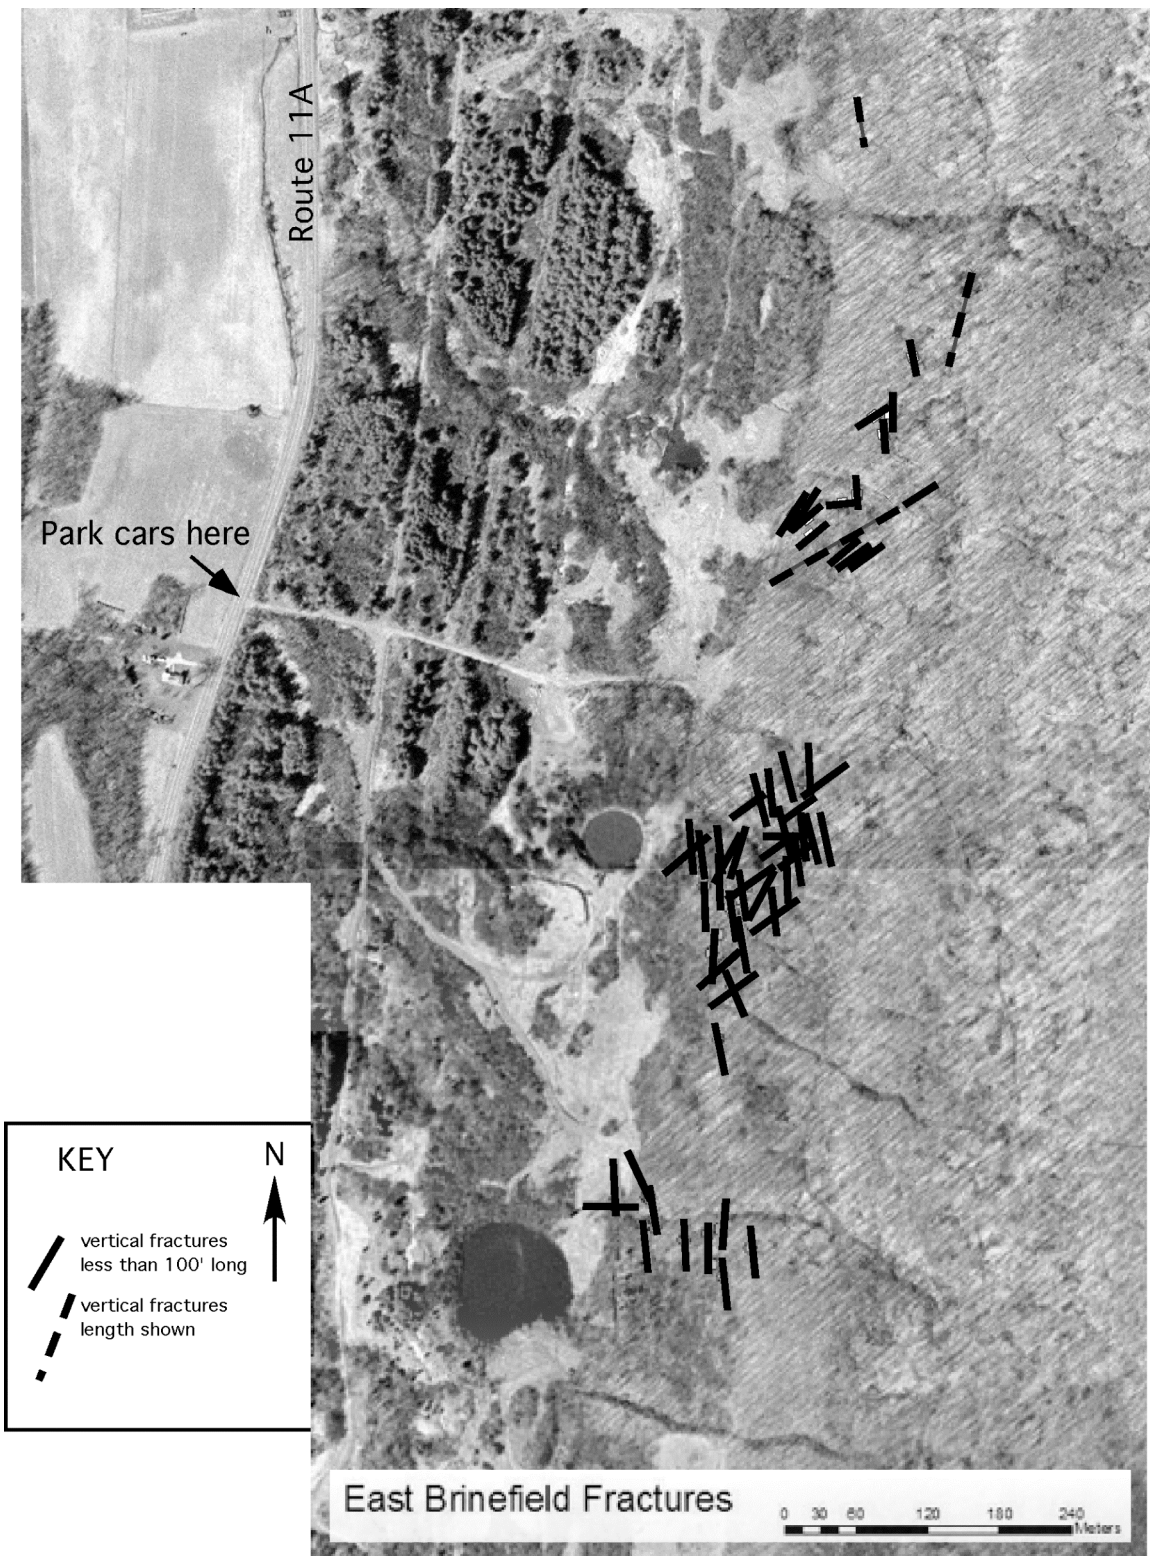 Route 11A
Park cars here
KEY
N
vertical fractures
less than 100' long
vertical fractures
length shown
East Brinefield Fractures
0 30 60 120 180 240
Meters